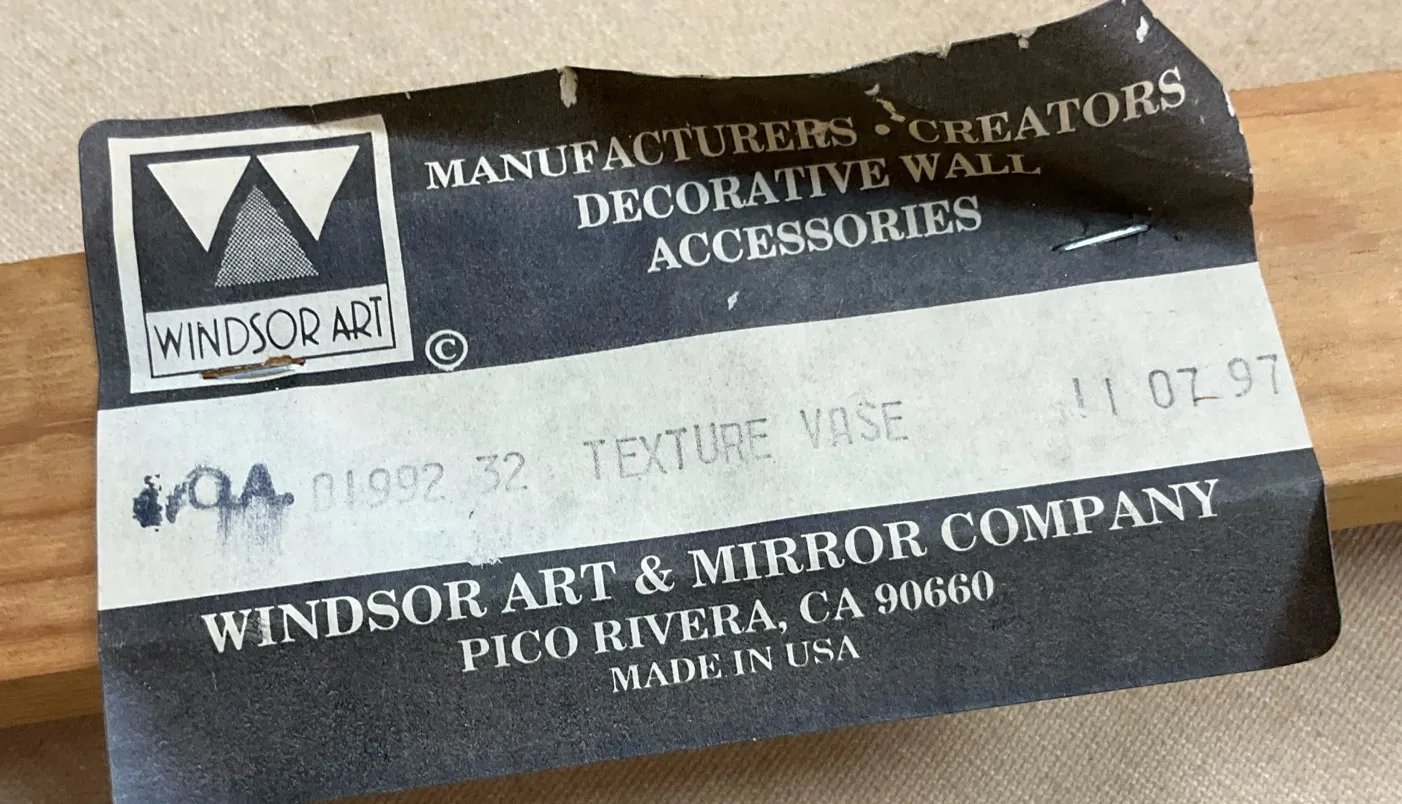 MANUFACTURERS • CREATORS
DECORATIVE WALL
ACCESSORIES
WINDSOR ART
©
01992 32 TEXTURE VASE 11 07 97
WINDSOR ART & MIRROR COMPANY
PICO RIVERA, CA 90660
MADE IN USA